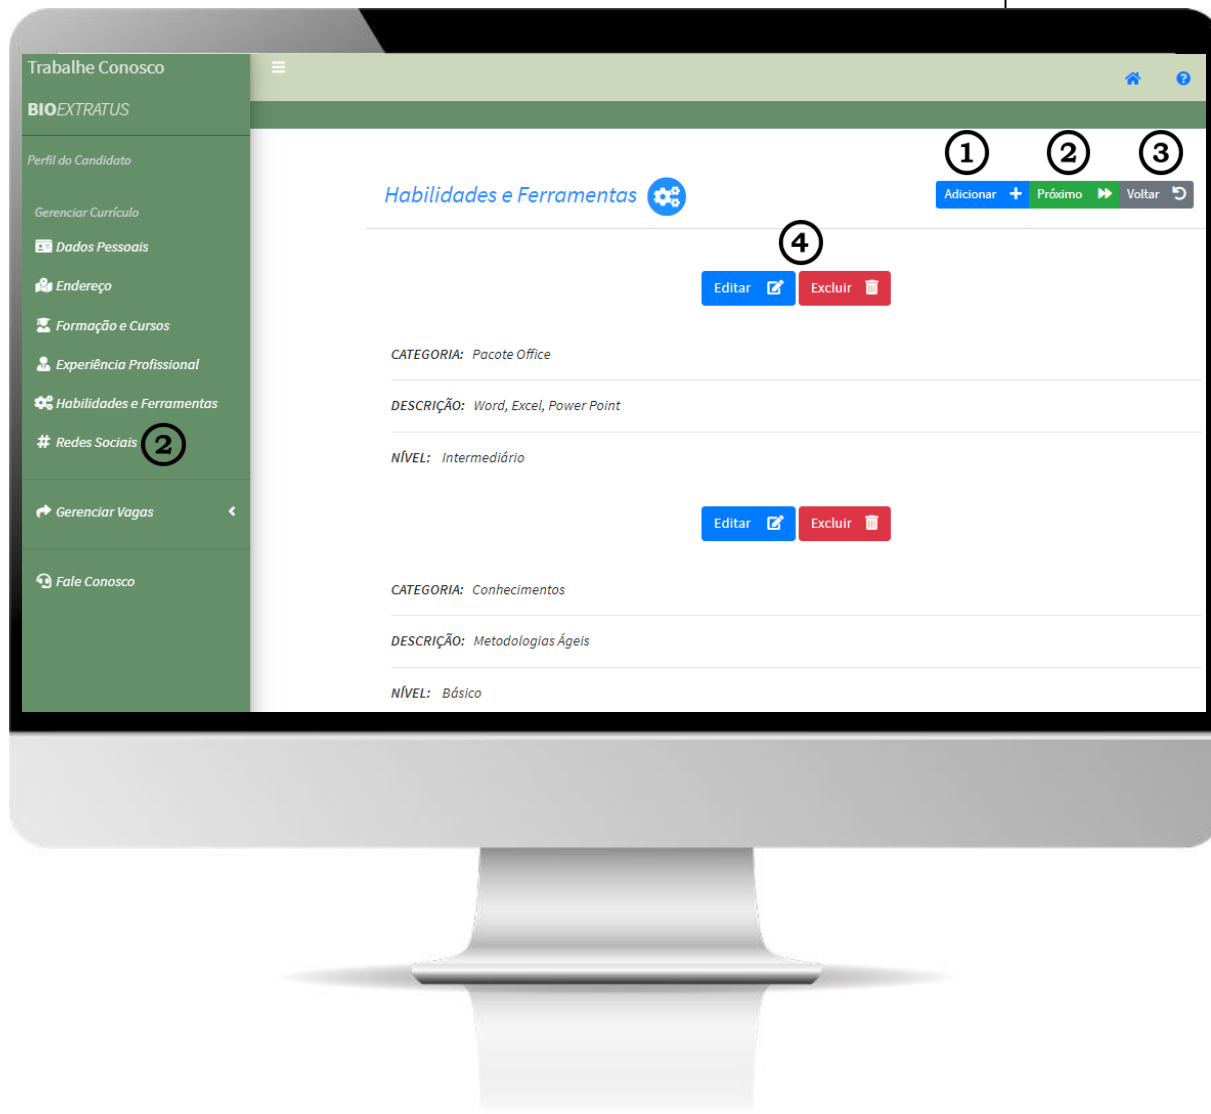 Trabalhe Conosco
BIOEXTRATUS
Perfil do Candidato
Gerenciar Currículo
Dados Pessoais
Endereço
Formação e Cursos
Experiência Profissional
Habilidades e Ferramentas
# Redes Sociais 2
Gerenciar Vagas
Fale Conosco
1 2 3
Habilidades e Ferramentas
Adicionar + Próximo Voltar
4
Editar Excluir
CATEGORIA: Pacote Office
DESCRIÇÃO: Word, Excel, Power Point
NÍVEL: Intermediário
Editar Excluir
CATEGORIA: Conhecimentos
DESCRIÇÃO: Metodologias Ágeis
NÍVEL: Básico